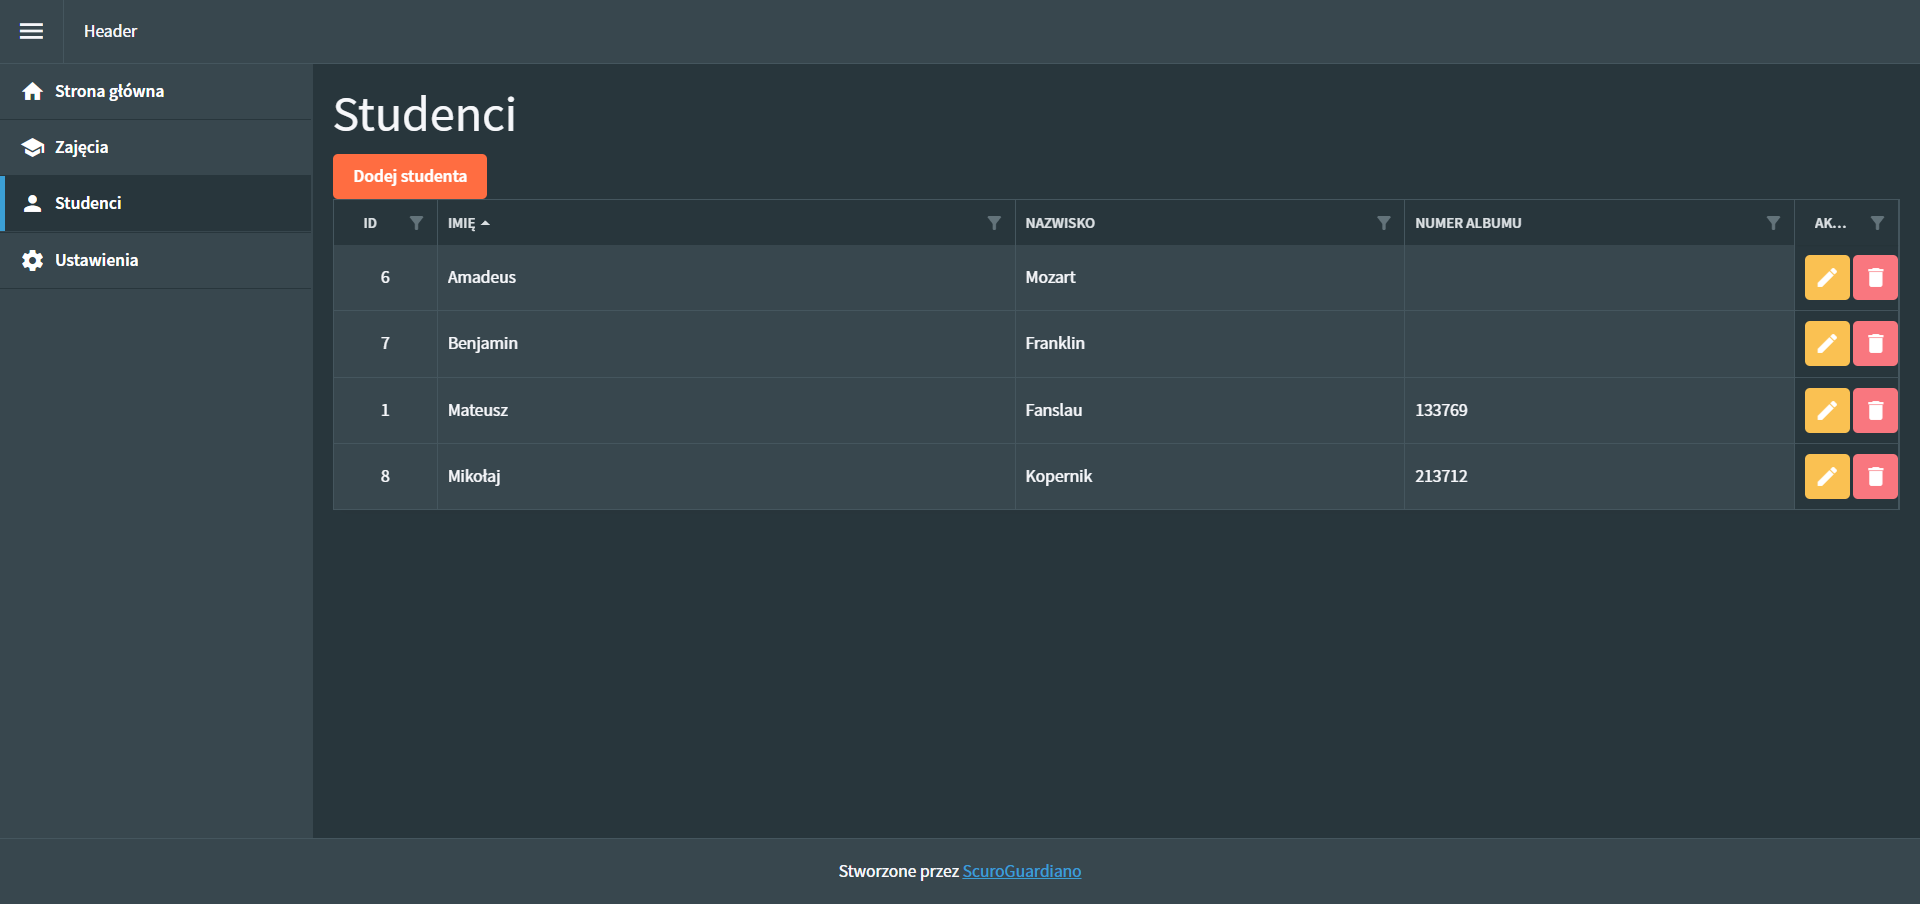 Header
Strona główna
Zajęcia
Studenci
Ustawienia
Studenci
Dodej studenta
ID IMIĘ NAZWISKO NUMER ALBUMU AK...
6 Amadeus Mozart
7 Benjamin Franklin
1 Mateusz Fanslau 133769
8 Mikołaj Kopernik 213712
Stworzone przez ScuroGuardiano